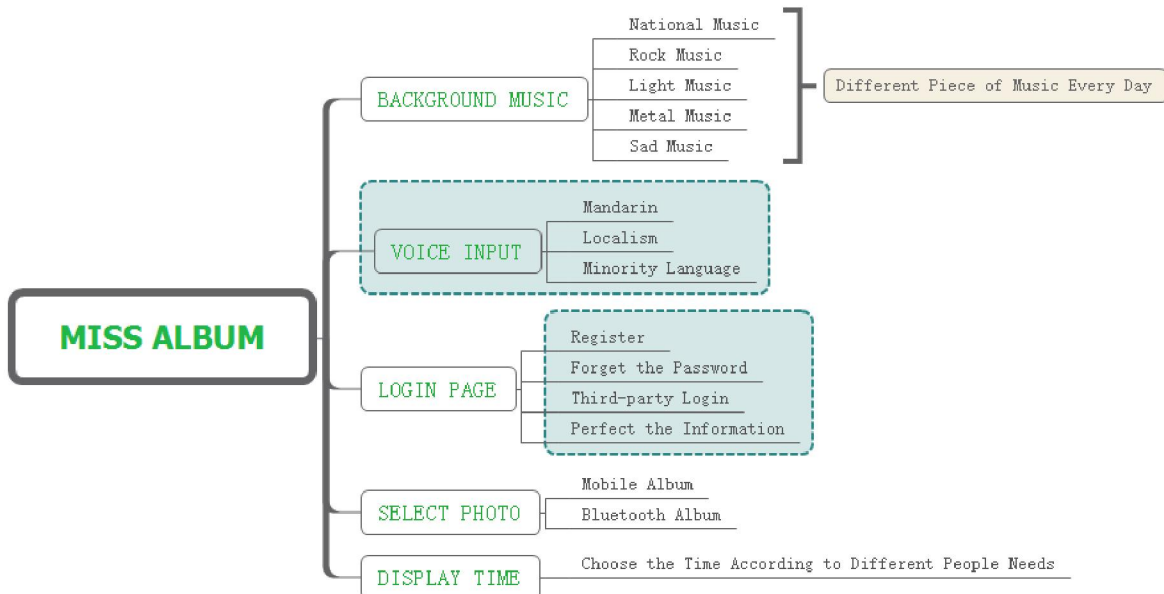 MISS ALBUM
BACKGROUND MUSIC
National Music
Rock Music
Light Music
Metal Music
Sad Music
Different Piece of Music Every Day
VOICE INPUT
Mandarin
Localism
Minority Language
LOGIN PAGE
Register
Forget the Password
Third-party Login
Perfect the Information
SELECT PHOTO
Mobile Album
Bluetooth Album
DISPLAY TIME
Choose the Time According to Different People Needs